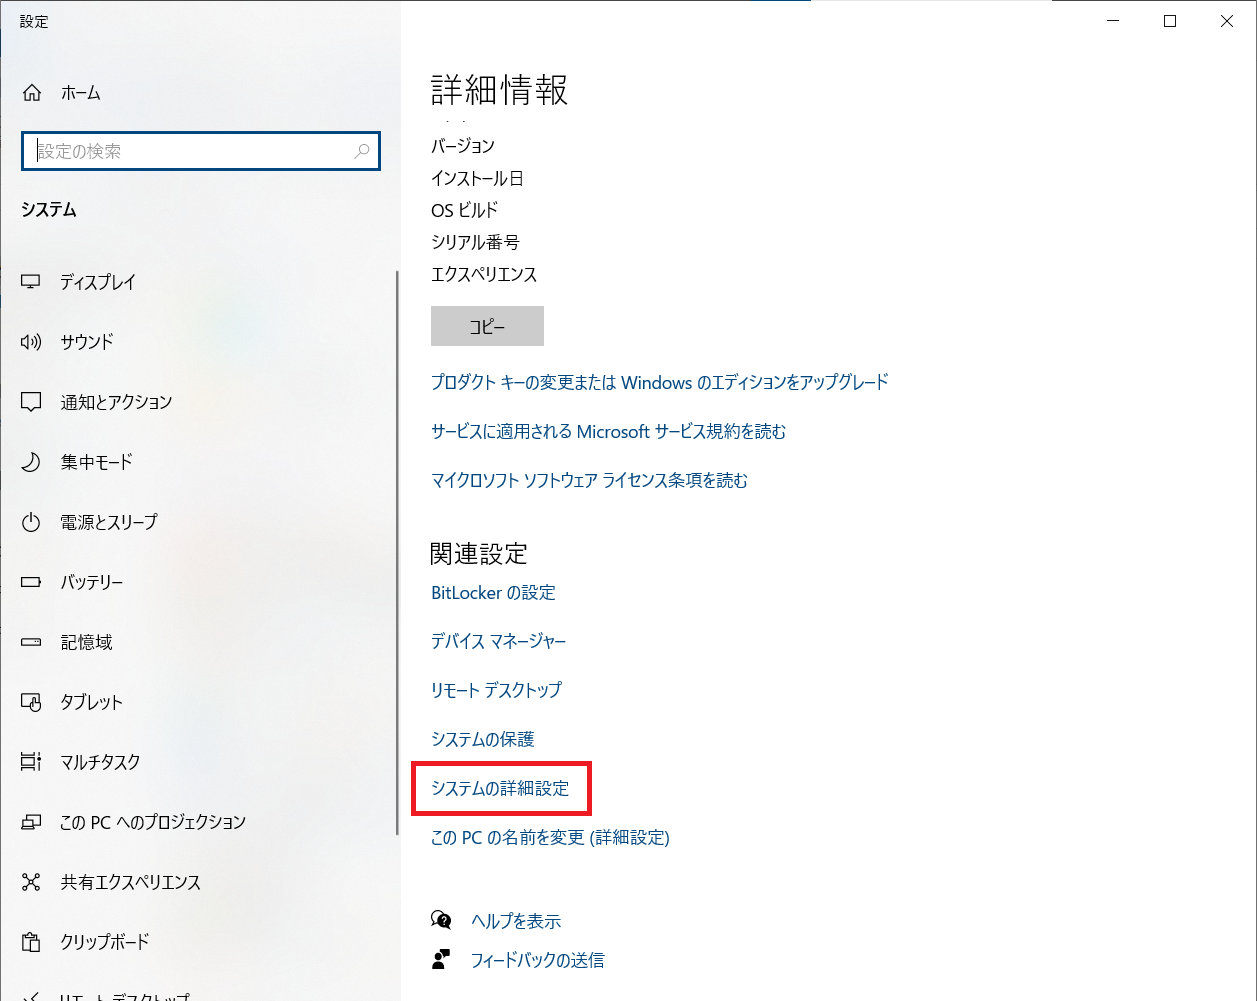 設定
ホーム
設定の検索
システム
ディスプレイ
サウンド
通知とアクション
集中モード
電源とスリープ
バッテリー
記憶域
タブレット
マルチタスク
この PC へのプロジェクション
共有エクスペリエンス
クリップボード
リモート デスクトップ
詳細情報
バージョン
インストール日
OS ビルド
シリアル番号
エクスペリエンス
コピー
プロダクト キーの変更または Windows のエディションをアップグレード
サービスに適用される Microsoft サービス規約を読む
マイクロソフト ソフトウェア ライセンス条項を読む
関連設定
BitLocker の設定
デバイス マネージャー
リモート デスクトップ
システムの保護
システムの詳細設定
この PC の名前を変更 (詳細設定)
ヘルプを表示
フィードバックの送信